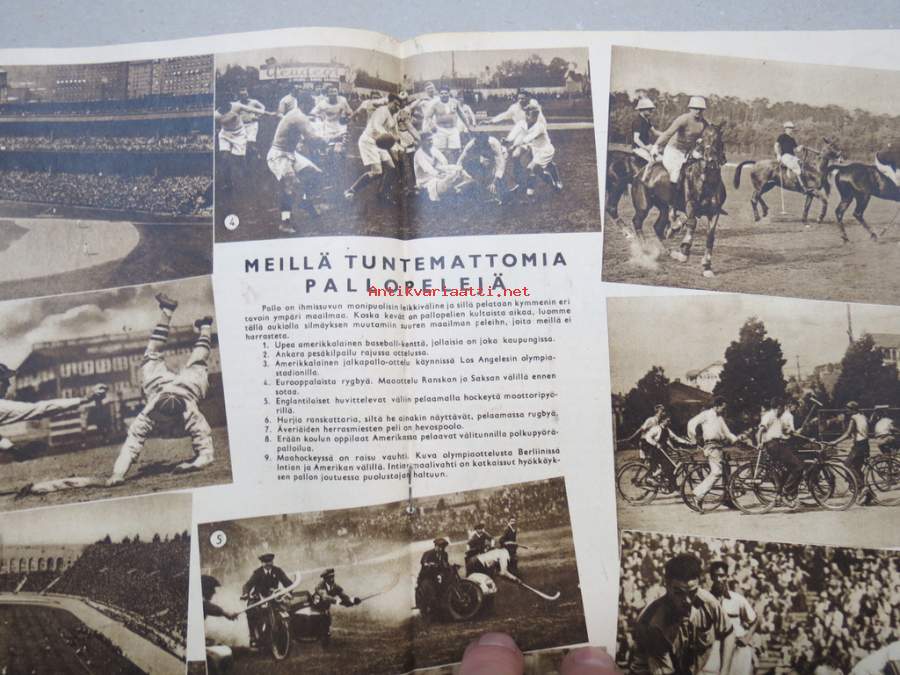 4
MEILLÄ TUNTEMATTOMIA
PALLOPELEJÄ
Antikvariaatti.net
Pallo on ihmissuvun monipuolisin leikkiväline ja sillä pelataan kymmenin eri
tavoin ympäri maailmaa. Koska kevät on pallopelien kultaista aikaa, luomme
tällä aukiolla silmäyksen muutamiin suuren maailman peleihin, joita meillä ei
harrasteta.
1. Upea amerikkalainen baseball-kenttä, jollaisia on joka kaupungissa.
2. Ankara pesäkilpailu rajussa ottelussa.
3. Amerikkalainen jalkapallo-ottelu käynnissä Los Angelesin olympia-
stadionilla.
4. Eurooppalaista rygbyä. Maaottelu Ranskan ja Saksan välillä ennen
sotaa.
5. Englantilaiset huvittelevat väliin pelaamalla hockeytä moottoripyö-
rillä.
6. Hurjia ranskattaria, siltä he ainakin näyttävät, pelaamassa rugbyä.
7. Äveriäiden herrasmiesten peli on hevospoolo.
8. Erään koulun oppilaat Amerikassa pelaavat välitunnilla polkupyörä-
palloilua.
9. Maahockeyssä on raisu vauhti. Kuva olympiaottelusta Berliinissä
Intian ja Amerikan välillä. Intian maalivahti on katkaissut hyökkäyk-
sen pallon joutuessa puolustajan haltuun.
5